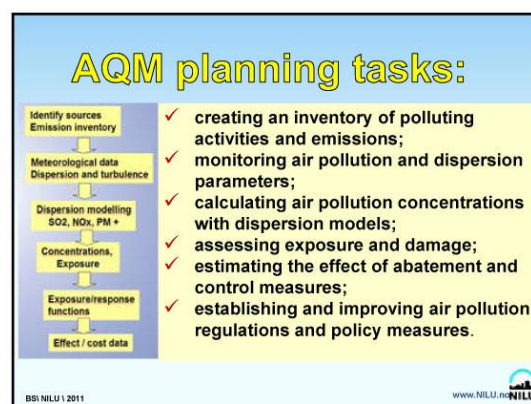 AQM planning tasks:
Identify sources
Emission inventory
Meteorological data
Dispersion and turbulence
Dispersion modelling
SO2, NOx, PM +
Concentrations,
Exposure
Exposure/response
functions
Effect / cost data
✓ creating an inventory of polluting
activities and emissions;
✓ monitoring air pollution and dispersion
parameters;
✓ calculating air pollution concentrations
with dispersion models;
✓ assessing exposure and damage;
✓ estimating the effect of abatement and
control measures;
✓ establishing and improving air pollution
regulations and policy measures.
BS\ NILU \ 2011
www.NILU.no
NILU